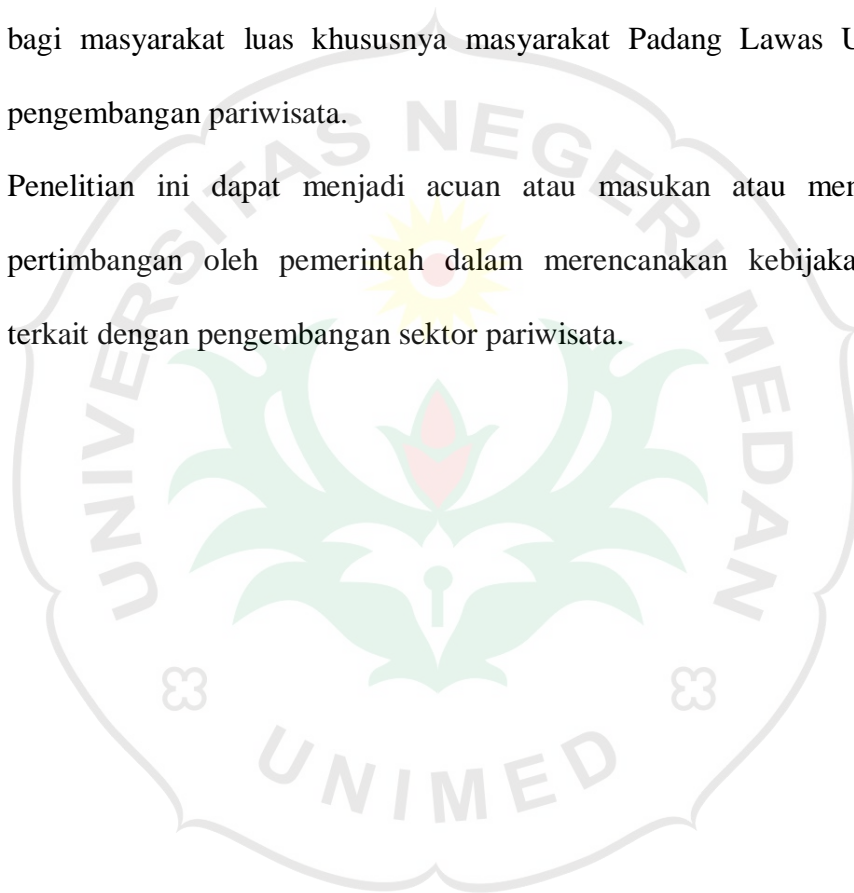 bagi masyarakat luas khususnya masyarakat Padang Lawas
pengembangan pariwisata.
Penelitian ini dapat menjadi acuan atau masukan atau
pertimbangan oleh pemerintah dalam merencanakan
terkait dengan pengembangan sektor pariwisata.
UNIVERSITAS NEGERI MEDAN
UNIMED